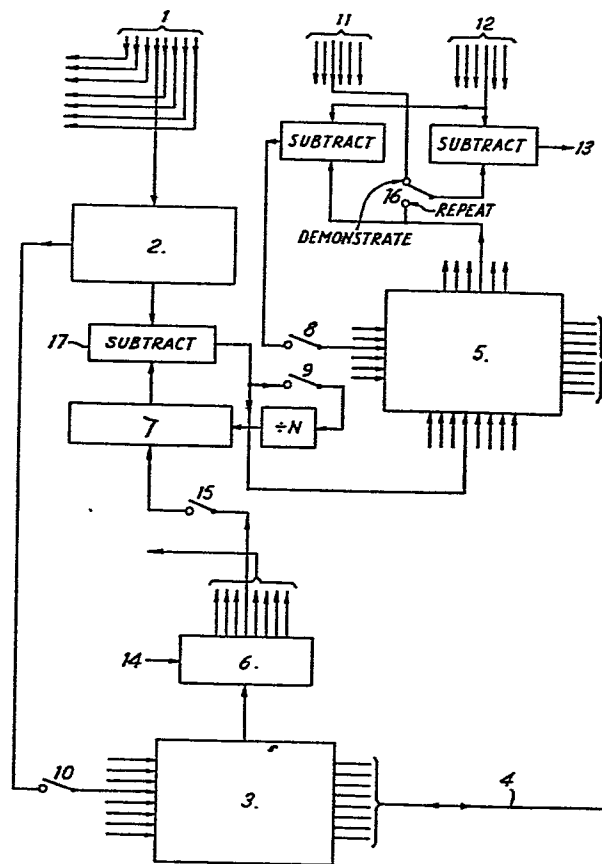 1
11
12
SUBTRACT
SUBTRACT
13
16
REPEAT
DEMONSTRATE
2.
8
5.
17
SUBTRACT
9
7
÷N
15
14
6.
10
3.
4